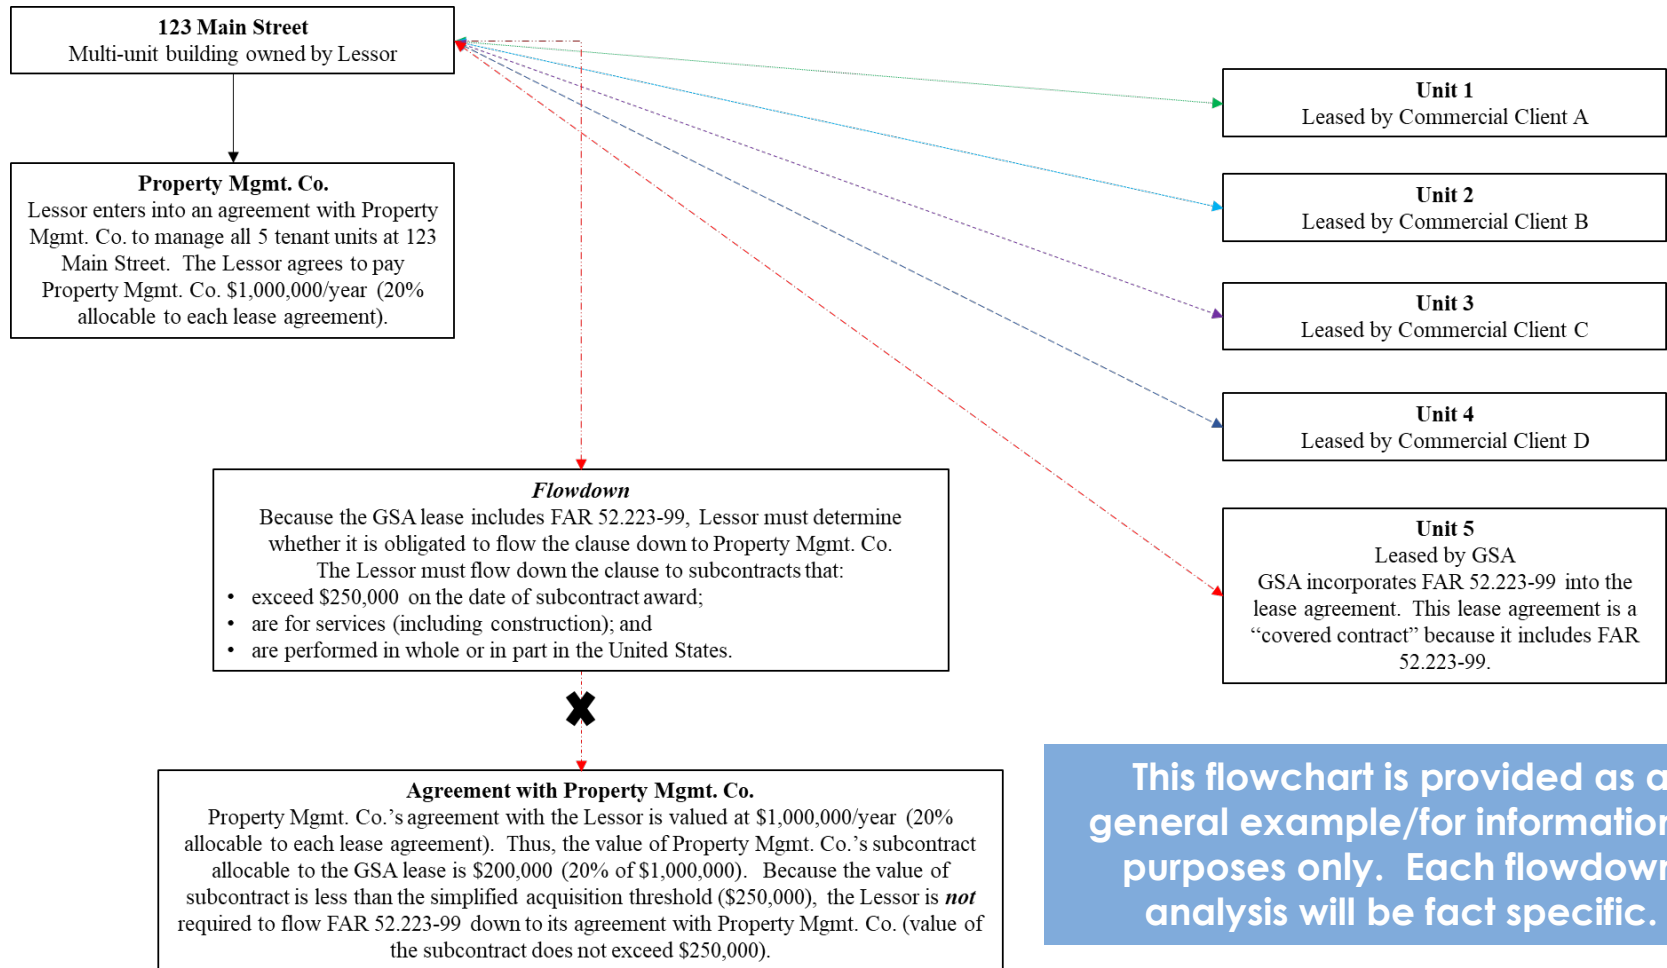 123 Main Street
Multi-unit building owned by Lessor
Property Mgmt. Co.
Lessor enters into an agreement with Property
Mgmt. Co. to manage all 5 tenant units at 123
Main Street. The Lessor agrees to pay
Property Mgmt. Co. $1,000,000/year (20%
allocable to each lease agreement).
Unit 1
Leased by Commercial Client A
Unit 2
Leased by Commercial Client B
Unit 3
Leased by Commercial Client C
Unit 4
Leased by Commercial Client D
Unit 5
Leased by GSA
GSA incorporates FAR 52.223-99 into the
lease agreement. This lease agreement is a
“covered contract” because it includes FAR
52.223-99.
Flowdown
Because the GSA lease includes FAR 52.223-99, Lessor must determine
whether it is obligated to flow the clause down to Property Mgmt. Co.
The Lessor must flow down the clause to subcontracts that:
• exceed $250,000 on the date of subcontract award;
• are for services (including construction); and
• are performed in whole or in part in the United States.
Agreement with Property Mgmt. Co.
Property Mgmt. Co.’s agreement with the Lessor is valued at $1,000,000/year (20%
allocable to each lease agreement). Thus, the value of Property Mgmt. Co.’s subcontract
allocable to the GSA lease is $200,000 (20% of $1,000,000). Because the value of
subcontract is less than the simplified acquisition threshold ($250,000), the Lessor is not
required to flow FAR 52.223-99 down to its agreement with Property Mgmt. Co. (value of
the subcontract does not exceed $250,000).
This flowchart is provided as a
general example/for information
purposes only. Each flowdown
analysis will be fact specific.